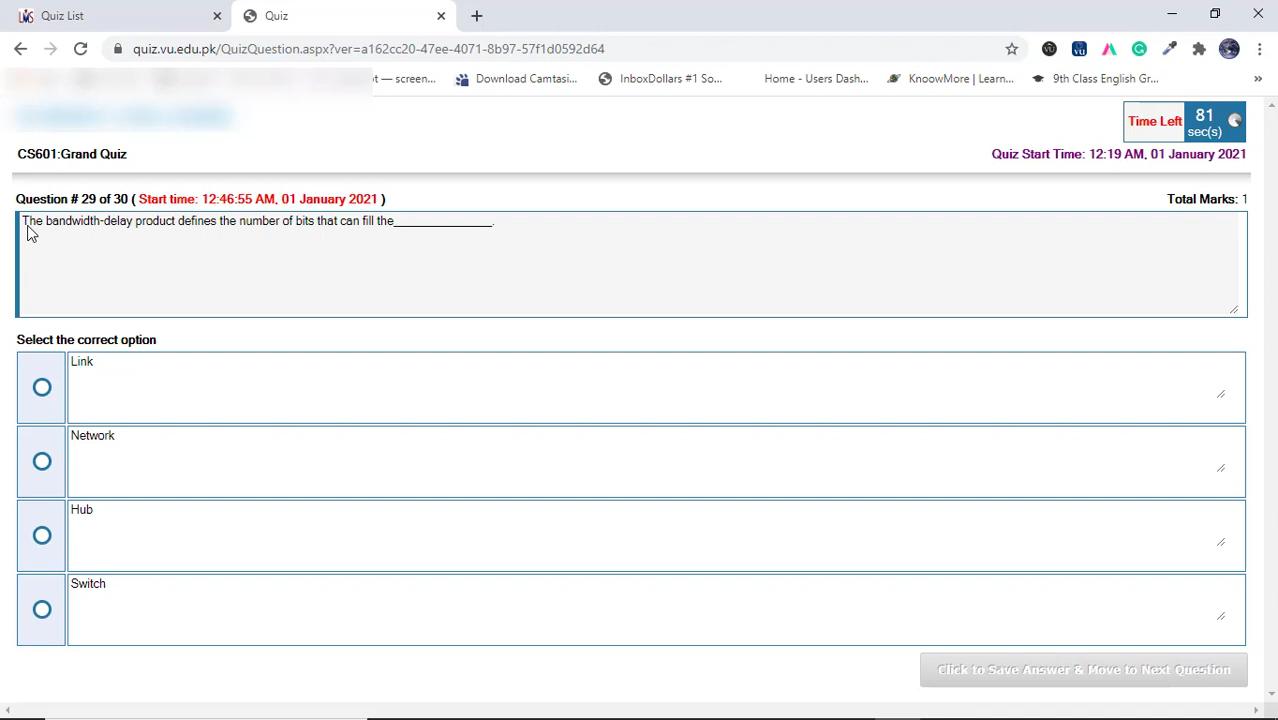 Quiz List
Quiz
quiz.vu.edu.pk/QuizQuestion.aspx?ver=a162cc20-47ee-4071-8b97-57f1d0592d64
ot — screen...
Download Camtasi...
InboxDollars #1 So...
Home - Users Dash...
KnoowMore | Learn...
9th Class English Gr...
»
Time Left
81
sec(s)
CS601:Grand Quiz
Quiz Start Time: 12:19 AM, 01 January 2021
Question # 29 of 30 ( Start time: 12:46:55 AM, 01 January 2021 )
Total Marks: 1
The bandwidth-delay product defines the number of bits that can fill the________________.
Select the correct option
Link
Network
Hub
Switch
Click to Save Answer & Move to Next Question